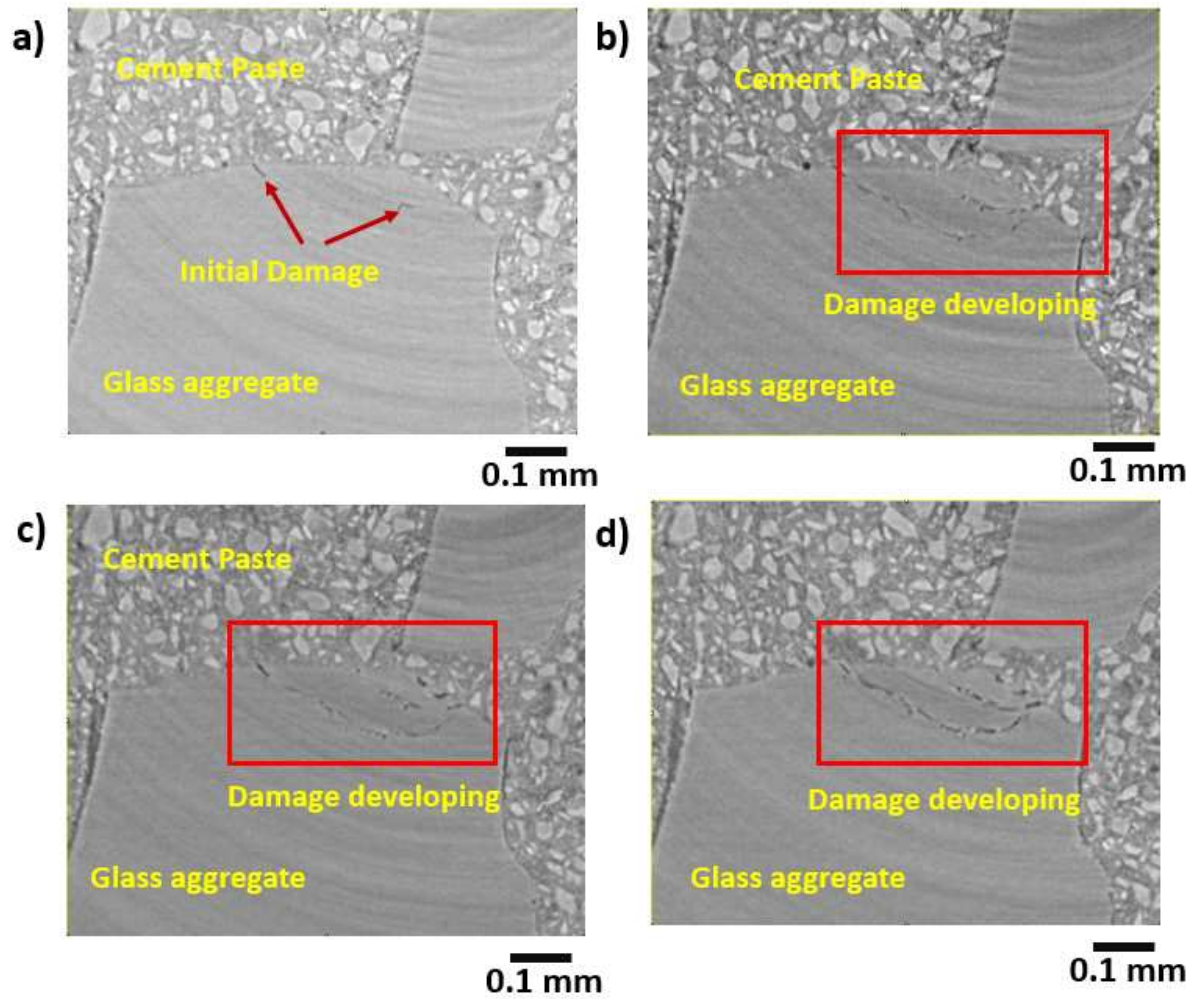 a)
Cement Paste
Initial Damage
Glass aggregate
0.1 mm
b)
Cement Paste
Damage developing
Glass aggregate
0.1 mm
c)
Cement Paste
Damage developing
Glass aggregate
0.1 mm
d)
Damage developing
Glass aggregate
0.1 mm